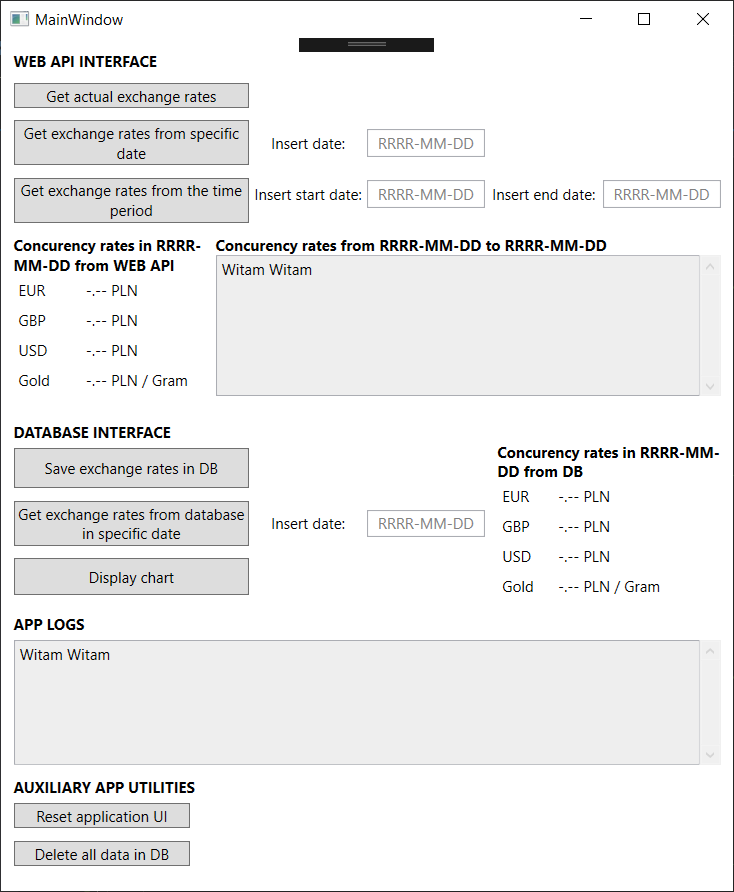 MainWindow
WEB API INTERFACE
Get actual exchange rates
Get exchange rates from specific
date
Insert date:
RRRR-MM-DD
Get exchange rates from the time
period
Insert start date:
RRRR-MM-DD
Insert end date:
RRRR-MM-DD
Concurency rates in RRRR-
MM-DD from WEB API
EUR -.-- PLN
GBP -.-- PLN
USD -.-- PLN
Gold -.-- PLN / Gram
Concurency rates from RRRR-MM-DD to RRRR-MM-DD
Witam Witam
DATABASE INTERFACE
Save exchange rates in DB
Get exchange rates from database
in specific date
Insert date:
RRRR-MM-DD
Display chart
Concurency rates in RRRR-MM-
DD from DB
EUR -.-- PLN
GBP -.-- PLN
USD -.-- PLN
Gold -.-- PLN / Gram
APP LOGS
Witam Witam
AUXILIARY APP UTILITIES
Reset application UI
Delete all data in DB